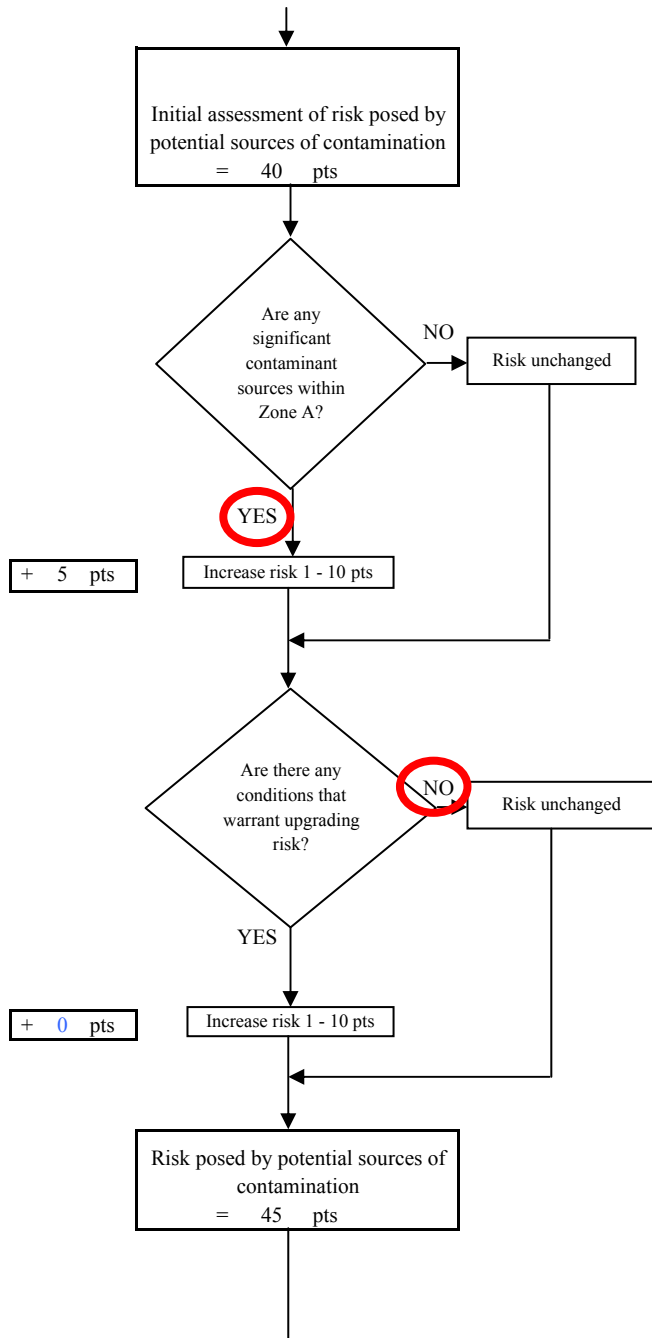 Initial assessment of risk posed by
potential sources of contamination
= 40 pts
Are any
significant
contaminant
sources within
Zone A?
NO
Risk unchanged
YES
+ 5 pts
Increase risk 1 - 10 pts
Are there any
conditions that
warrant upgrading
risk?
NO
Risk unchanged
YES
+ 0 pts
Increase risk 1 - 10 pts
Risk posed by potential sources of
contamination
= 45 pts